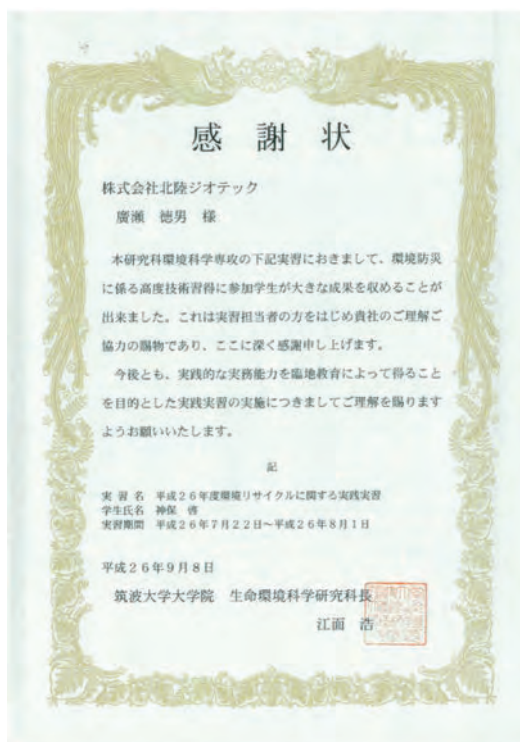 感謝状
株式会社北陸ジオテック
廣瀬 徳男 様
本研究科環境科学専攻の下記実習におきまして、環境防災
に係る高度技術習得に参加学生が大きな成果を収めることが
出来ました。これは実習担当者の方をはじめ貴社のご理解ご
協力の賜物であり、ここに深く感謝申し上げます。
今後とも、実践的な実務能力を臨地教育によって得ること
を目的とした実践実習の実施につきましてご理解を賜ります
ようお願いいたします。
記
実習名 平成26年度環境リサイクルに関する実践実習
学生氏名 神保 啓
実習期間 平成26年7月22日~平成26年8月1日
平成26年9月8日
筑波大学大学院 生命環境科学研究科長
江面 浩